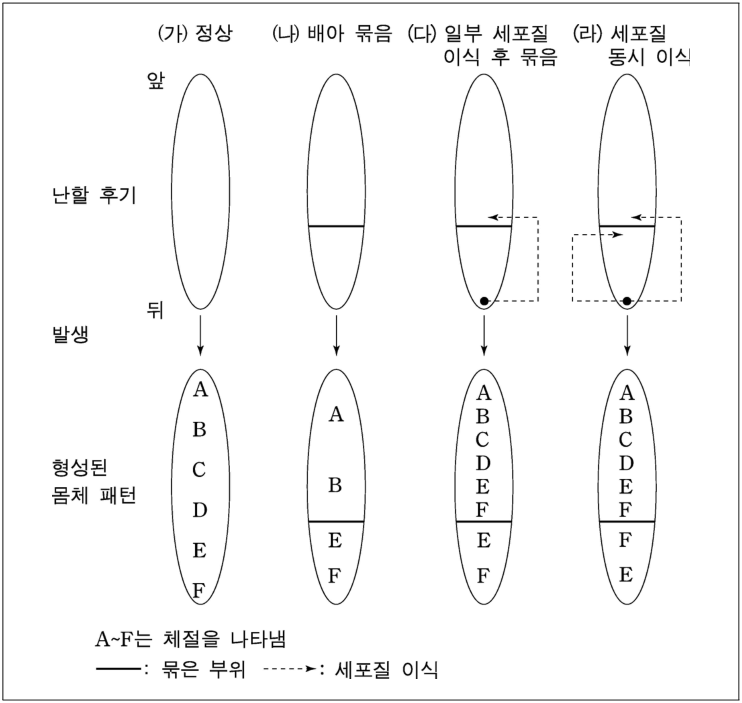 (가) 정상 (나) 배아 묶음 (다) 일부 세포질 (라) 세포질
이식 후 묶음 동시 이식
앞
난할 후기
뒤
발생
형성된
몸체 패턴
A
B
C
D
E
F
A
B
E
F
A
B
C
D
E
F
E
F
A
B
C
D
E
F
F
E
A~F는 체절을 나타냄
: 묶은 부위 : 세포질 이식